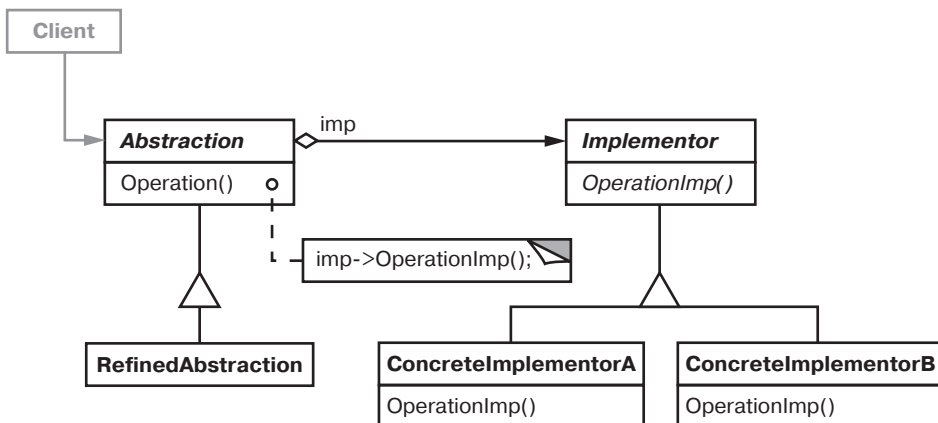 Client
imp
Abstraction
Implementor
Operation()
OperationImp()
imp->OperationImp();
RefinedAbstraction
ConcreteImplementorA
ConcreteImplementorB
OperationImp()
OperationImp()